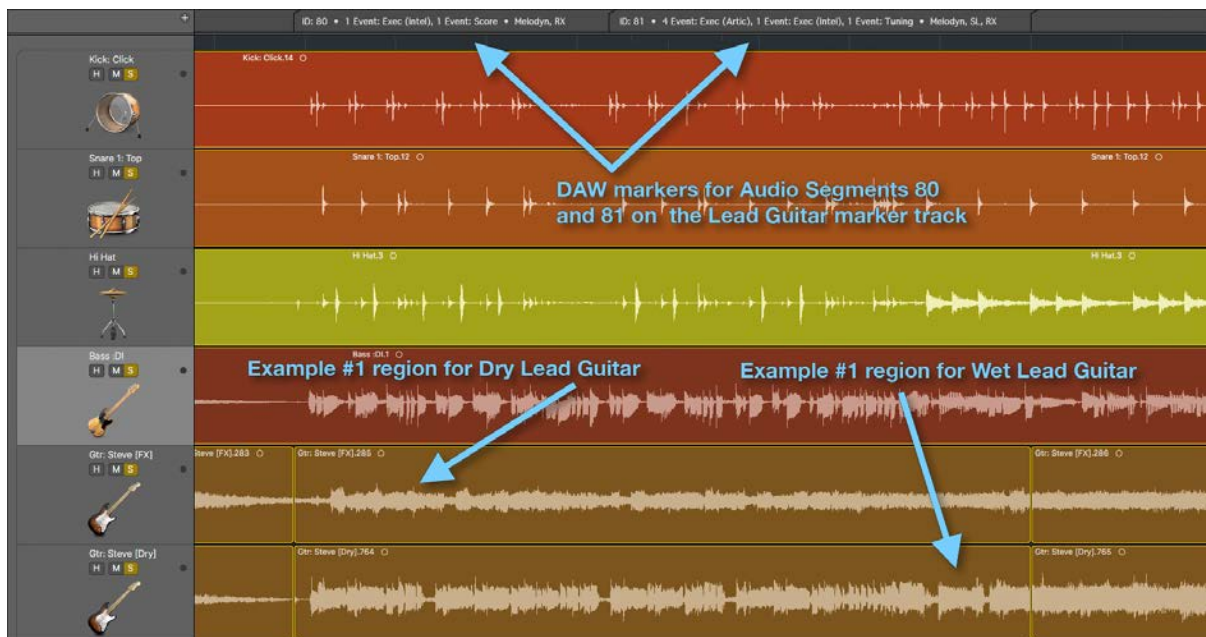 +
ID: 80 • 1 Event: Exec (Intel), 1 Event: Score • Melodyn, RX
ID: 81 • 4 Event: Exec (Artic), 1 Event: Exec (Intel), 1 Event: Tuning • Melodyn, SL, RX
Kick: Click
H M S
Kick: Click.14
Snare 1: Top
H M S
Snare 1: Top.12
Snare 1: Top.12
DAW markers for Audio Segments 80
and 81 on the Lead Guitar marker track
Hi Hat
H M S
Hi Hat.3
Hi Hat.3
Bass :DI
H M S
Bass :DI.1
Example #1 region for Dry Lead Guitar
Example #1 region for Wet Lead Guitar
Gtr: Steve [FX]
H M S
Steve [FX].283
Gtr: Steve [FX].285
Gtr: Steve [FX].286
Gtr: Steve [Dry]
H M S
Gtr: Steve [Dry].764
Gtr: Steve [Dry].765